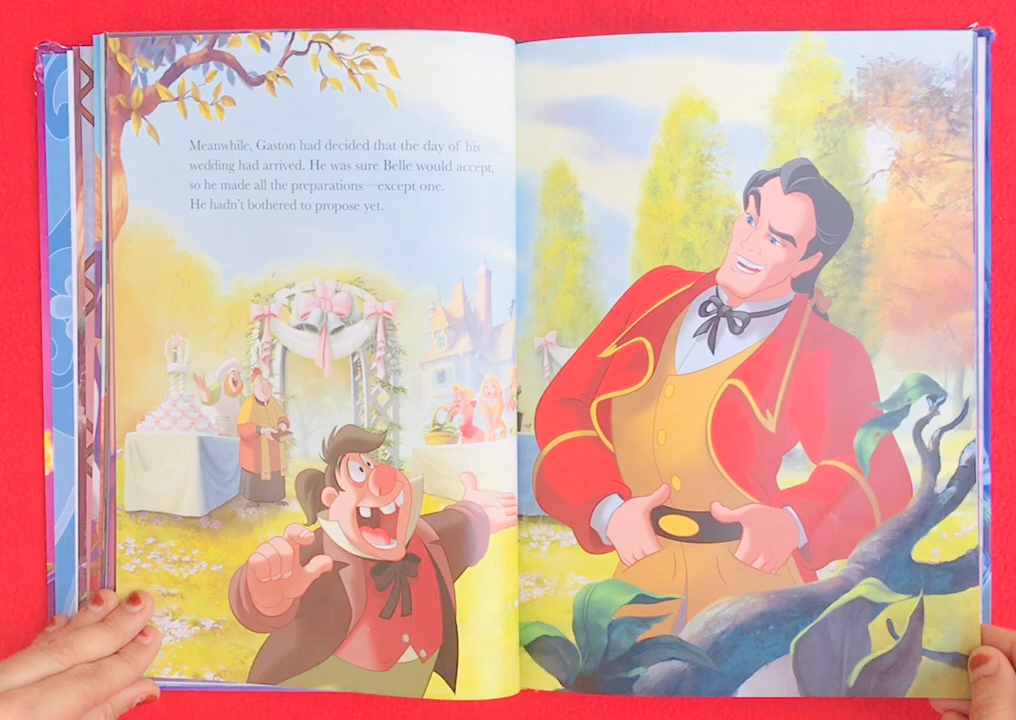 Meanwhile, Gaston had decided that the day of his
wedding had arrived. He was sure Belle would accept,
so he made all the preparations—except one.
He hadn't bothered to propose yet.